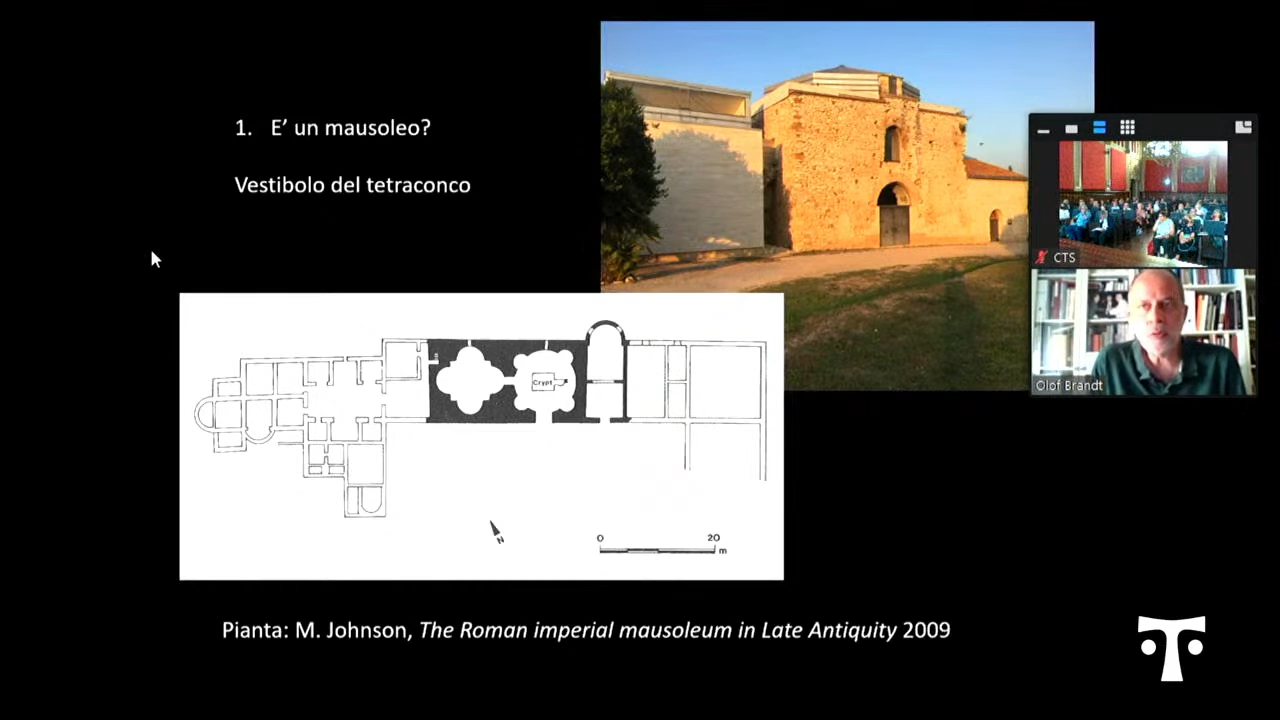 1. E’ un mausoleo?
Vestibolo del tetraconco
CTS
Olof Brandt
Crypt
N
0 20
m
Pianta: M. Johnson, The Roman imperial mausoleum in Late Antiquity 2009